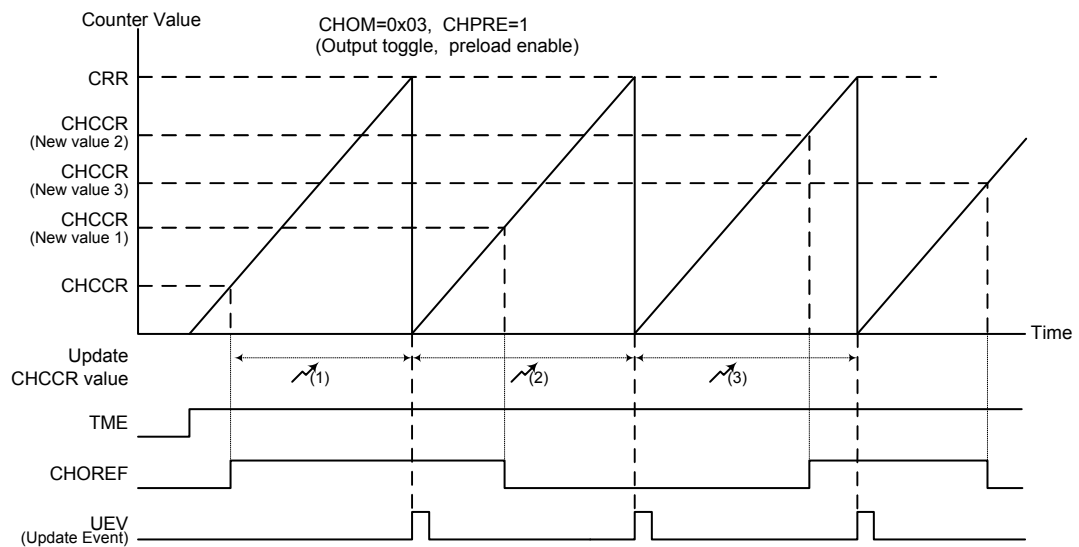 Counter Value
CHOM=0x03, CHPRE=1
(Output toggle, preload enable)
CRR
CHCCR
(New value 2)
CHCCR
(New value 3)
CHCCR
(New value 1)
CHCCR
Time
Update
CHCCR value
(1)
(2)
(3)
TME
CHOREF
UEV
(Update Event)